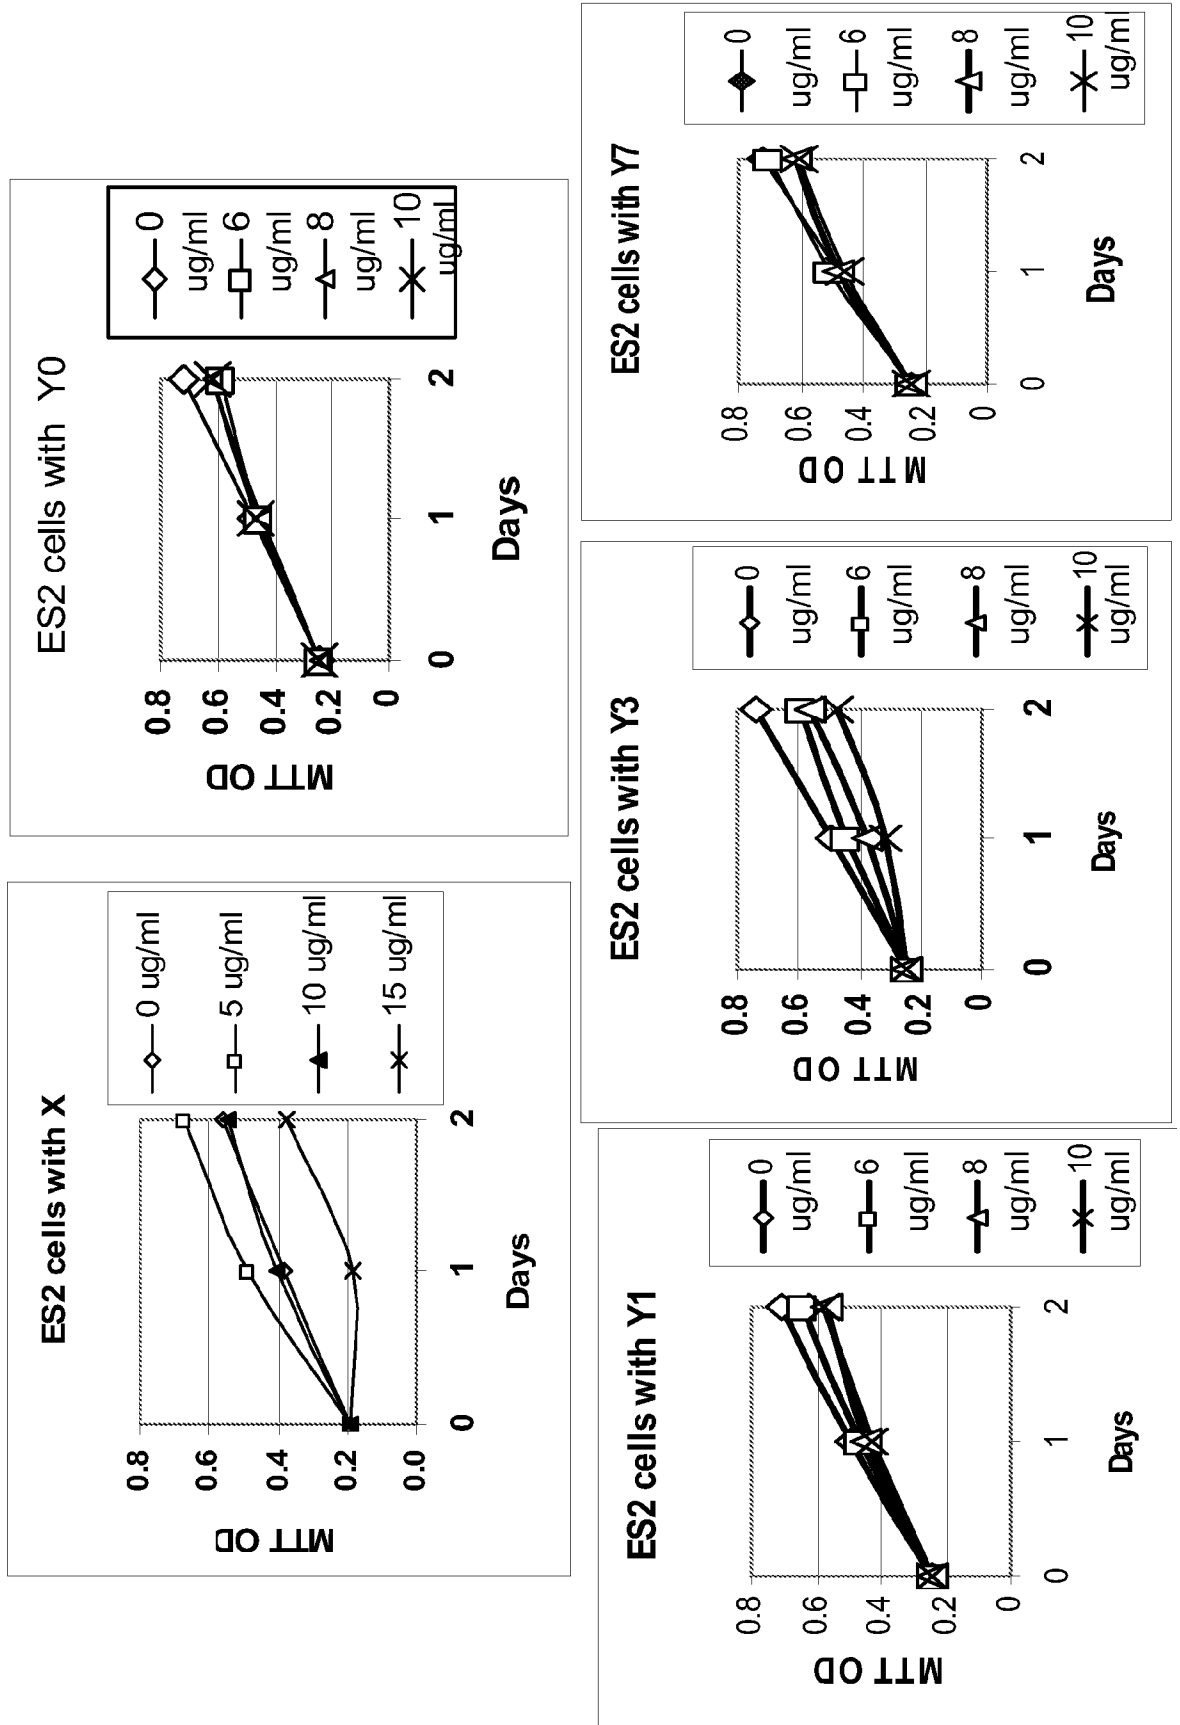 ES2 cells with X
0.8
0.6
0.4
0.2
0.0
MTT OD
0
1
2
Days
0 ug/ml
5 ug/ml
10 ug/ml
15 ug/ml
ES2 cells with Y0
0.8
0.6
0.4
0.2
0
MTT OD
0
1
2
Days
0
ug/ml
6
ug/ml
8
ug/ml
10
ug/ml
ES2 cells with Y1
0.8
0.6
0.4
0.2
0
MTT OD
0
1
2
Days
0
ug/ml
6
ug/ml
8
ug/ml
10
ug/ml
ES2 cells with Y3
0.8
0.6
0.4
0.2
0
MTT OD
0
1
2
Days
0
ug/ml
6
ug/ml
8
ug/ml
10
ug/ml
ES2 cells with Y7
0.8
0.6
0.4
0.2
0
MTT OD
0
1
2
Days
0
ug/ml
6
ug/ml
8
ug/ml
10
ug/ml